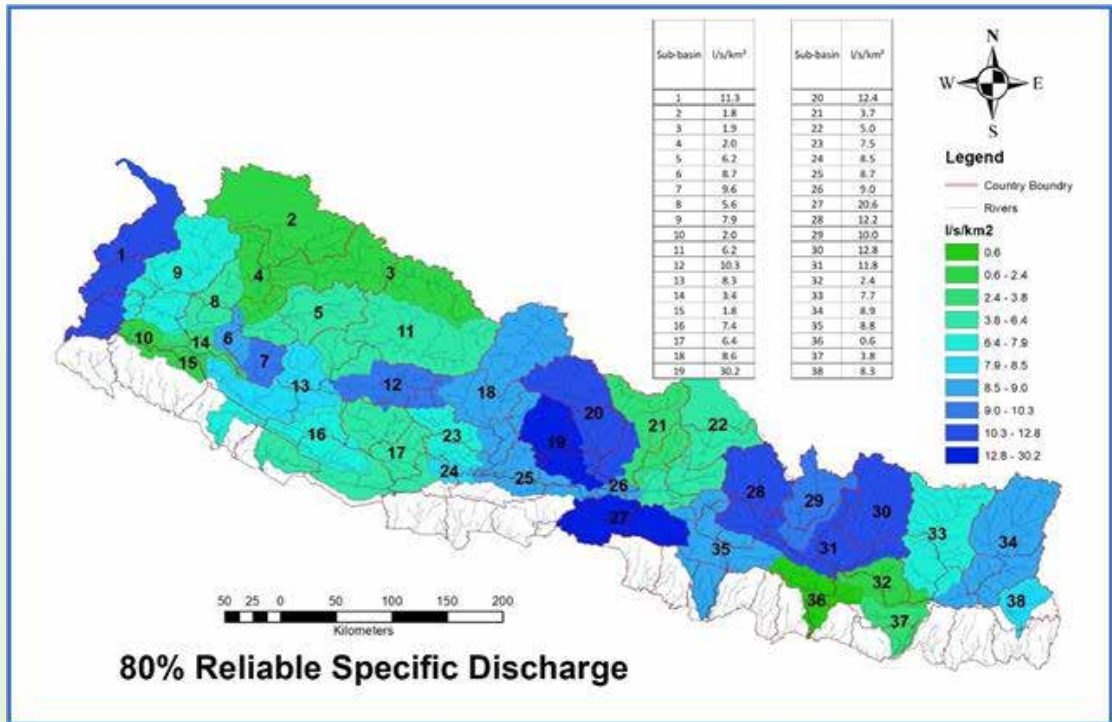 Sub-basin l/s/km² Sub-basin l/s/km²
1 11.3 20 12.4
2 1.8 21 3.7
3 1.9 22 5.0
4 2.0 23 7.5
5 6.2 24 8.5
6 8.7 25 8.7
7 9.6 26 9.0
8 5.6 27 20.6
9 7.9 28 12.2
10 2.0 29 10.0
11 6.2 30 12.8
12 10.3 31 11.8
13 8.3 32 2.4
14 3.4 33 7.7
15 1.8 34 8.9
16 7.4 35 8.8
17 6.4 36 0.6
18 8.6 37 3.8
19 30.2 38 8.3
N
W E
S
Legend
Country Boundry
Rivers
l/s/km2
0.6
0.6 - 2.4
2.4 - 3.8
3.8 - 6.4
6.4 - 7.9
7.9 - 8.5
8.5 - 9.0
9.0 - 10.3
10.3 - 12.8
12.8 - 30.2
2
1
9
4
3
8
5
11
10
14
6
15
7
13
12
18
16
17
23
24
19
20
21
22
25
26
27
28
29
30
31
33
34
35
32
36
37
38
50 25 0 50 100 150 200
Kilometers
80% Reliable Specific Discharge